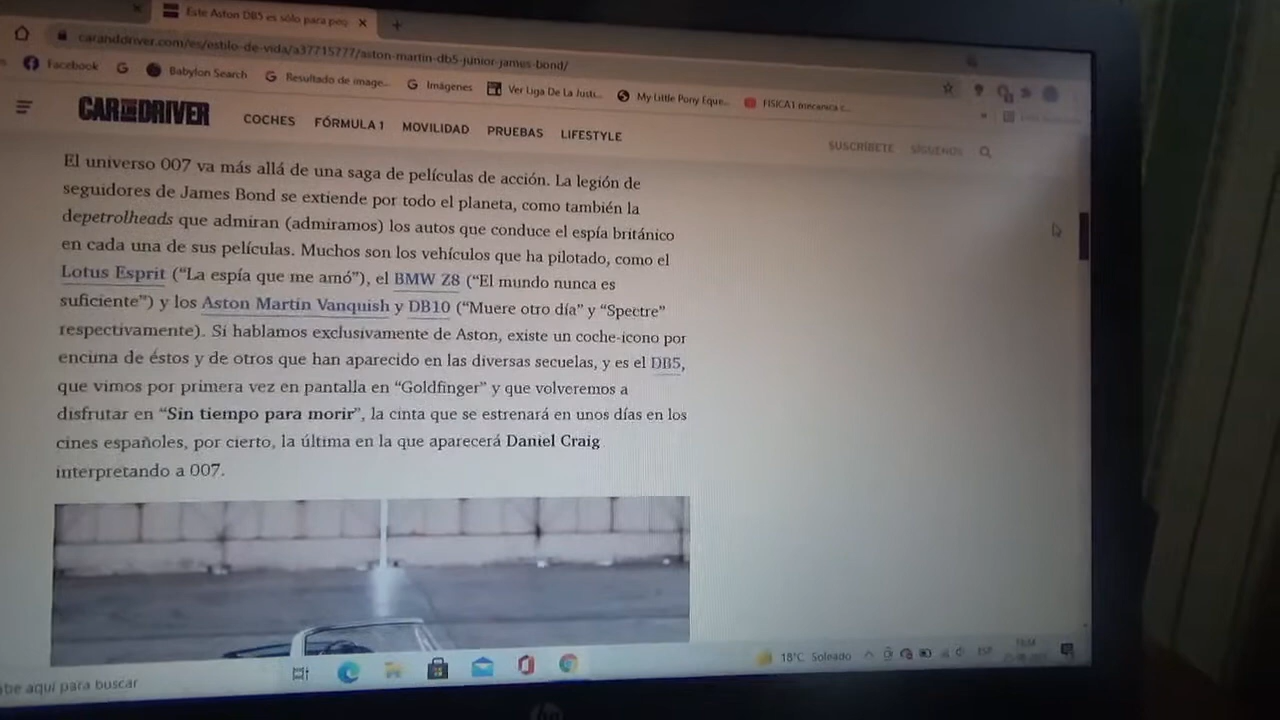 Este Aston DB5 es sólo para peq
caranddriver.com/es/estilo-de-vida/a37715777/aston-martin-db5-junior-james-bond/
Facebook
Babylon Search
Resultado de image...
Imágenes
Ver Liga De La Justi...
My Little Pony Eque...
FISICA1 mecanica c...
CAR AND DRIVER
COCHES FÓRMULA 1 MOVILIDAD PRUEBAS LIFESTYLE
SUSCRÍBETE SÍGUENOS
El universo 007 va más allá de una saga de películas de acción. La legión de
seguidores de James Bond se extiende por todo el planeta, como también la
depetrolheads que admiran (admiramos) los autos que conduce el espía británico
en cada una de sus películas. Muchos son los vehículos que ha pilotado, como el
Lotus Esprit (“La espía que me amó”), el BMW Z8 (“El mundo nunca es
suficiente”) y los Aston Martin Vanquish y DB10 (“Muere otro día” y “Spectre”
respectivamente). Si hablamos exclusivamente de Aston, existe un coche-icono por
encima de éstos y de otros que han aparecido en las diversas secuelas, y es el DB5,
que vimos por primera vez en pantalla en “Goldfinger” y que volveremos a
disfrutar en “Sin tiempo para morir”, la cinta que se estrenará en unos días en los
cines españoles, por cierto, la última en la que aparecerá Daniel Craig
interpretando a 007.
be aquí para buscar
18°C Soleado
ESP
hp